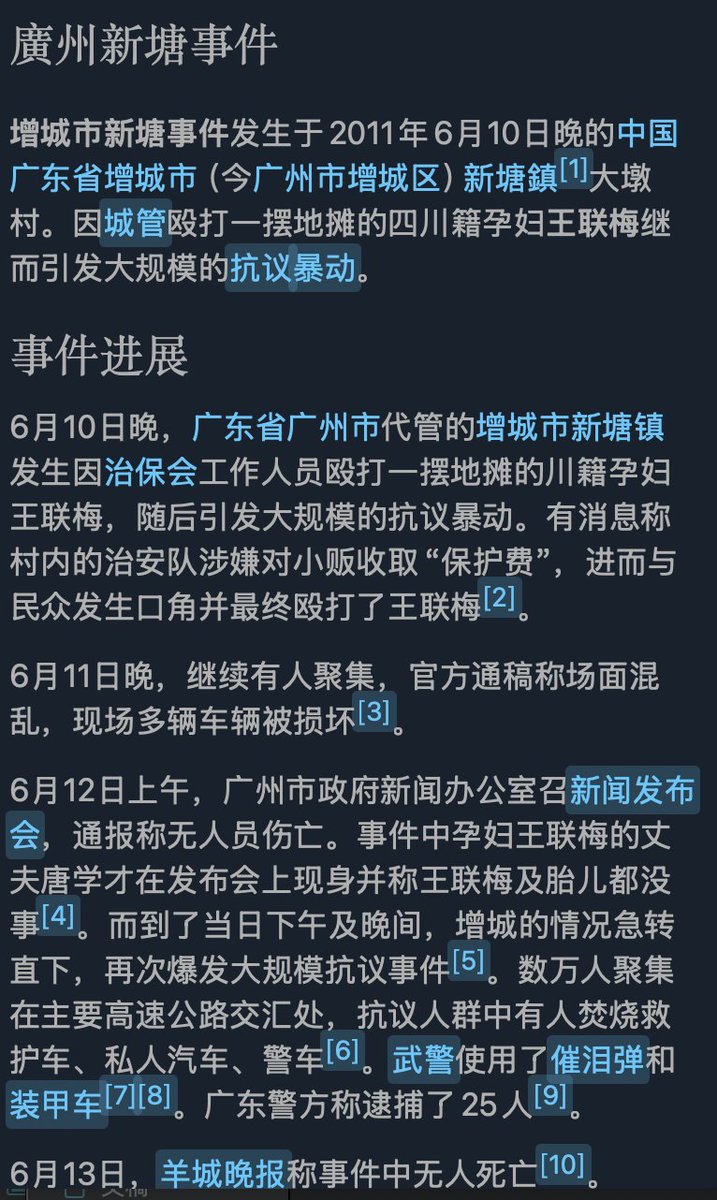 廣州新塘事件
增城市新塘事件发生于2011年6月10日晚的中国
广东省增城市（今广州市增城区）新塘鎮[1]大墩
村。因城管殴打一摆地摊的四川籍孕妇王联梅继
而引发大规模的抗议暴动。
事件进展
6月10日晚，广东省广州市代管的增城市新塘镇
发生因治保会工作人员殴打一摆地摊的川籍孕妇
王联梅，随后引发大规模的抗议暴动。有消息称
村内的治安队涉嫌对小贩收取“保护费”，进而与
民众发生口角并最终殴打了王联梅[2]。
6月11日晚，继续有人聚集，官方通稿称场面混
乱，现场多辆车辆被损坏[3]。
6月12日上午，广州市政府新闻办公室召新闻发布
会，通报称无人员伤亡。事件中孕妇王联梅的丈
夫唐学才在发布会上现身并称王联梅及胎儿都没
事[4]。而到了当日下午及晚间，增城的情况急转
直下，再次爆发大规模抗议事件[5]。数万人聚集
在主要高速公路交汇处，抗议人群中有人焚烧救
护车、私人汽车、警车[6]。武警使用了催泪弹和
装甲车[7][8]。广东警方称逮捕了25人[9]。
6月13日，羊城晚报称事件中无人死亡[10]。